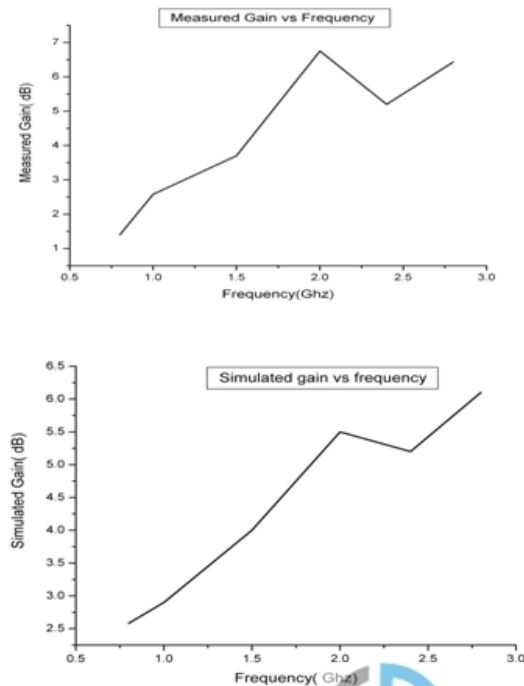 Measured Gain vs Frequency
7
6
5
4
3
2
1
Measured Gain( dB)
0.5 1.0 1.5 2.0 2.5 3.0
Frequency(Ghz)
Simulated gain vs frequency
6.5
6.0
5.5
5.0
4.5
4.0
3.5
3.0
2.5
Simulated Gain( dB)
0.5 1.0 1.5 2.0 2.5 3.0
Frequency( Ghz)